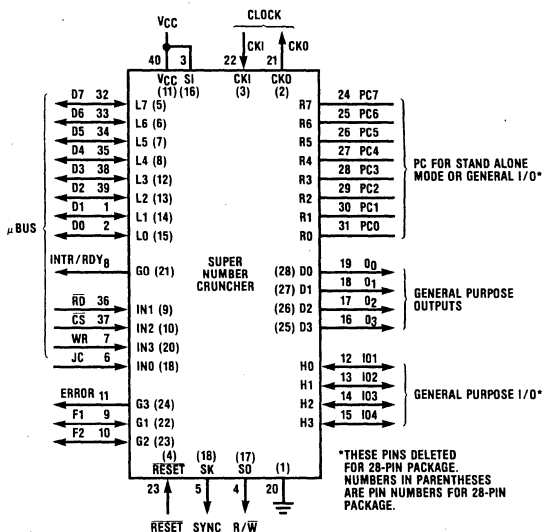 VCC CLOCK
CKI CKO
40 3 22 21
VCC SI CKI CKO
(11) (16) (3) (2)
D7 32 L7 (5) R7 24 PC7
D6 33 L6 (6) R6 25 PC6
D5 34 L5 (7) R5 26 PC5
D4 35 L4 (8) R4 27 PC4
D3 38 L3 (12) R3 28 PC3
D2 39 L2 (13) R2 29 PC2
D1 1 L1 (14) R1 30 PC1
D0 2 L0 (15) R0 31 PC0
PC FOR STAND ALONE
MODE OR GENERAL I/O*
μBUS
INTR/RDY 8 G0 (21)
SUPER
NUMBER
CRUNCHER
(28) D0 19 O0
(27) D1 18 O1
(26) D2 17 O2
(25) D3 16 O3
GENERAL PURPOSE
OUTPUTS
RD 36 IN1 (9)
CS 37 IN2 (10)
WR 7 IN3 (20)
JC 6 IN0 (18)
H0 12 IO1
H1 13 IO2
H2 14 IO3
H3 15 IO4
GENERAL PURPOSE I/O*
ERROR 11 G3 (24)
F1 9 G1 (22)
F2 10 G2 (23)
(4) (18) (17) (1)
RESET SK SO
23 5 4 20
RESET SYNC R/W
*THESE PINS DELETED
FOR 28-PIN PACKAGE.
NUMBERS IN PARENTHESES
ARE PIN NUMBERS FOR 28-PIN
PACKAGE.